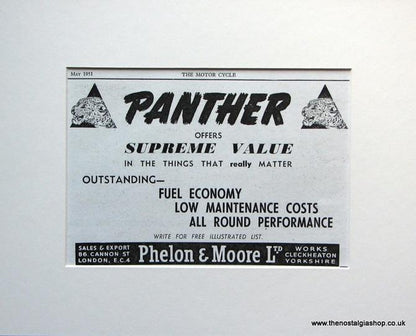 MAY 1951 THE MOTOR CYCLE
PANTHER
OFFERS
SUPREME VALUE
IN THE THINGS THAT really MATTER
OUTSTANDING—
FUEL ECONOMY
LOW MAINTENANCE COSTS
ALL ROUND PERFORMANCE
WRITE FOR FREE ILLUSTRATED LIST.
SALES & EXPORT
86. CANNON ST
LONDON, E.C.4
Phelon & Moore LTD
WORKS
CLECKHEATON
YORKSHIRE
www.thenostalgiashop.co.uk